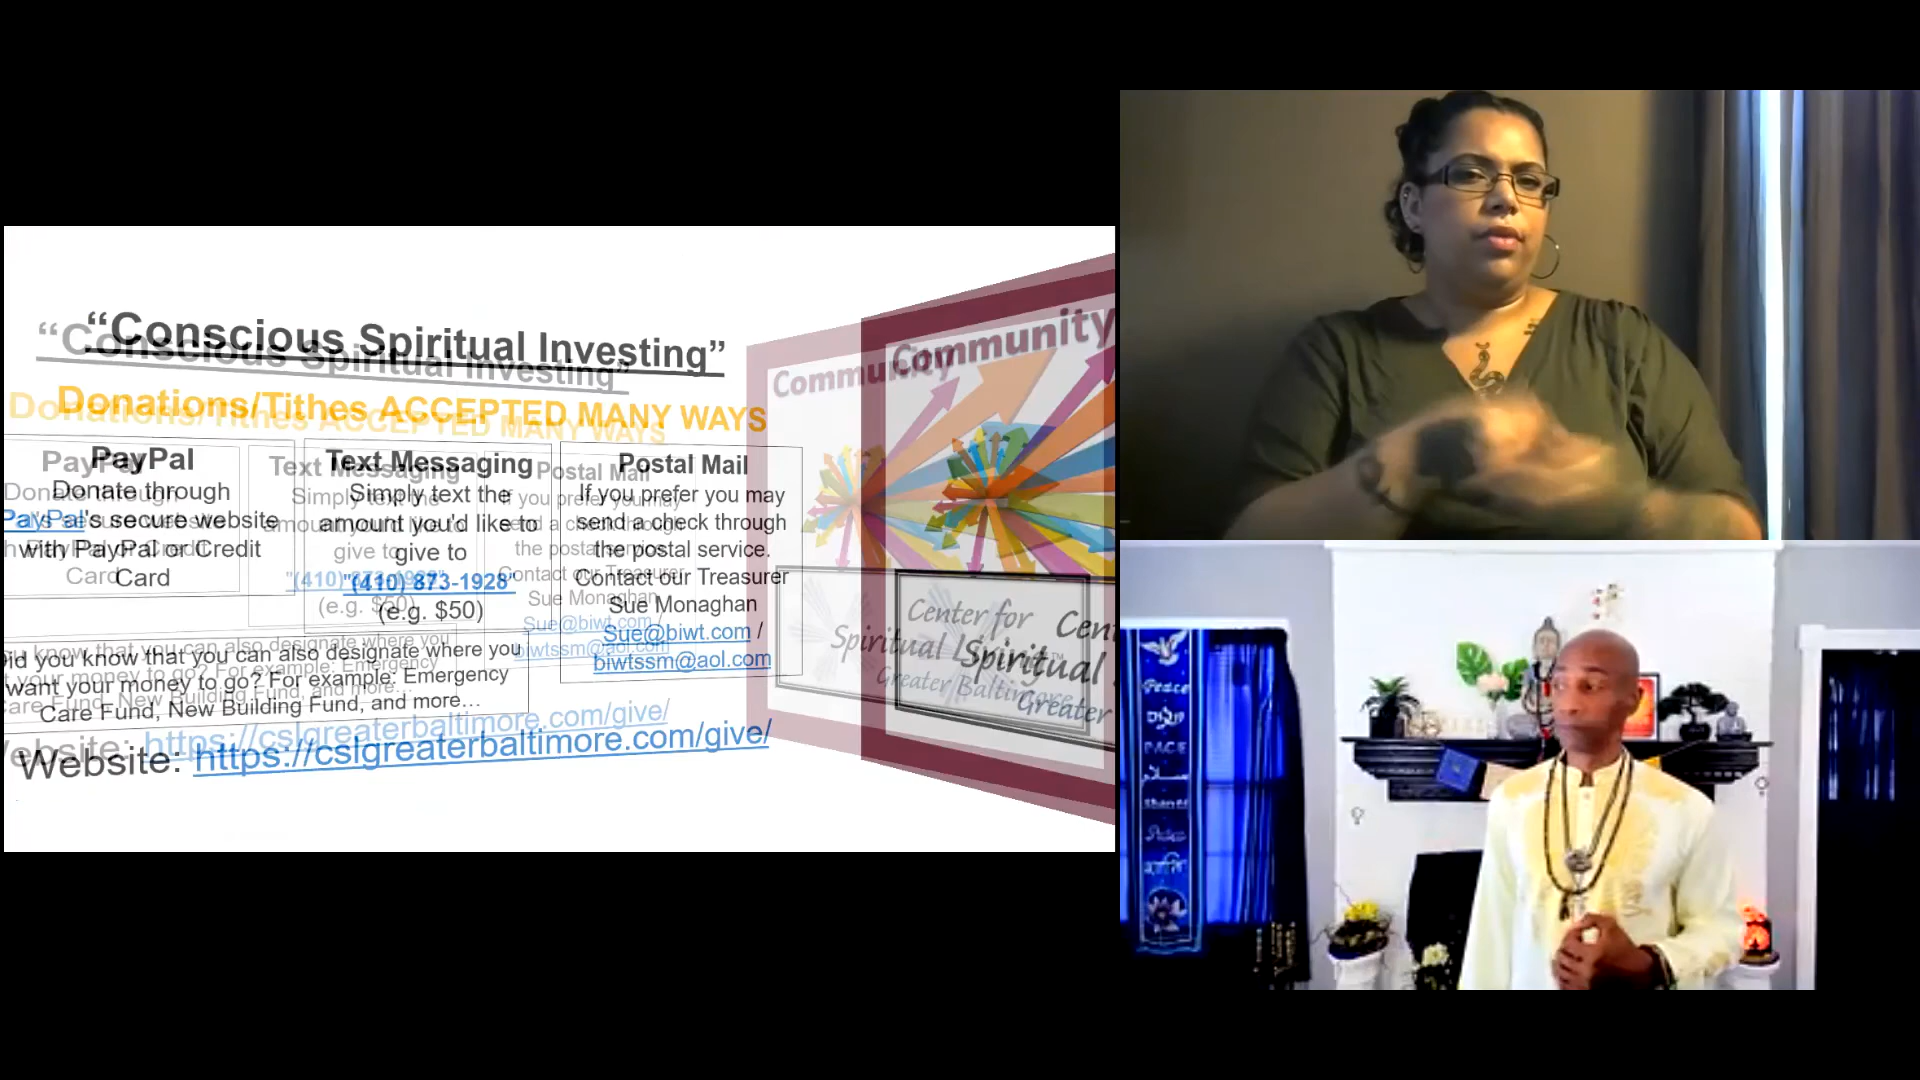 “Conscious Spiritual Investing”
Donations/Tithes ACCEPTED MANY WAYS
PayPal
Donate through
PayPal's secure website
with PayPal or Credit
Card
Text Messaging
Simply text the
amount you'd like to
give to
"(410) 873-1928"
(e.g. $50)
Postal Mail
If you prefer you may
send a check through
the postal service.
Contact our Treasurer
Sue Monaghan
Sue@biwt.com /
biwtssm@aol.com
Did you know that you can also designate where you
want your money to go? For example: Emergency
Care Fund, New Building Fund, and more...
Website: https://cslgreaterbaltimore.com/give/
Community
Center for
Spiritual Living™
Greater Baltimore
Peace
PACE